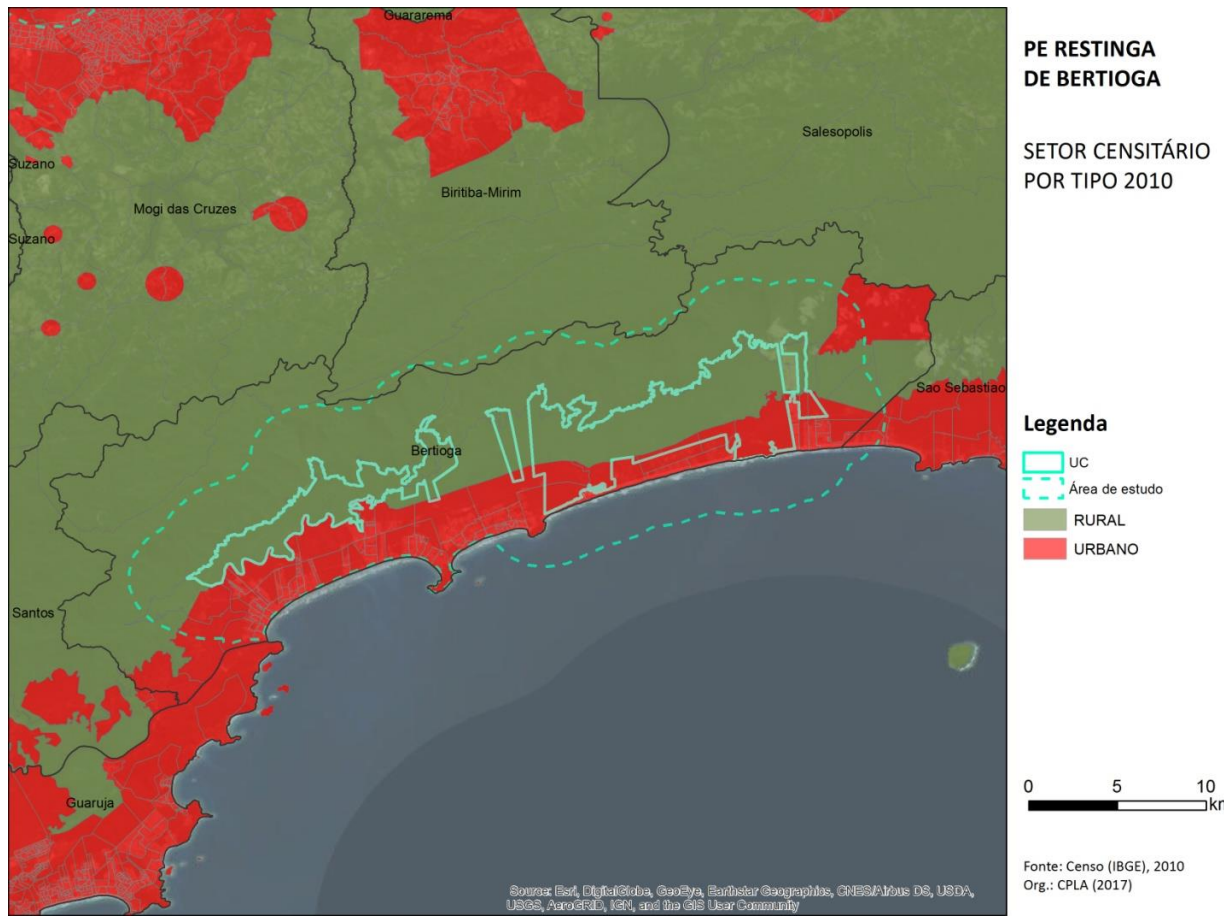 Guararema
Salesopolis
Suzano
Biritiba-Mirim
Mogi das Cruzes
Suzano
Sao Sebastiao
Bertioga
Santos
Guaruja
Source: Esri, DigitalGlobe, GeoEye, Earthstar Geographics, CNES/Airbus DS, USDA,
USGS, AeroGRID, IGN, and the GIS User Community
PE RESTINGA
DE BERTIOGA
SETOR CENSITÁRIO
POR TIPO 2010
Legenda
UC
Área de estudo
RURAL
URBANO
0 5 10
km
Fonte: Censo (IBGE), 2010
Org.: CPLA (2017)